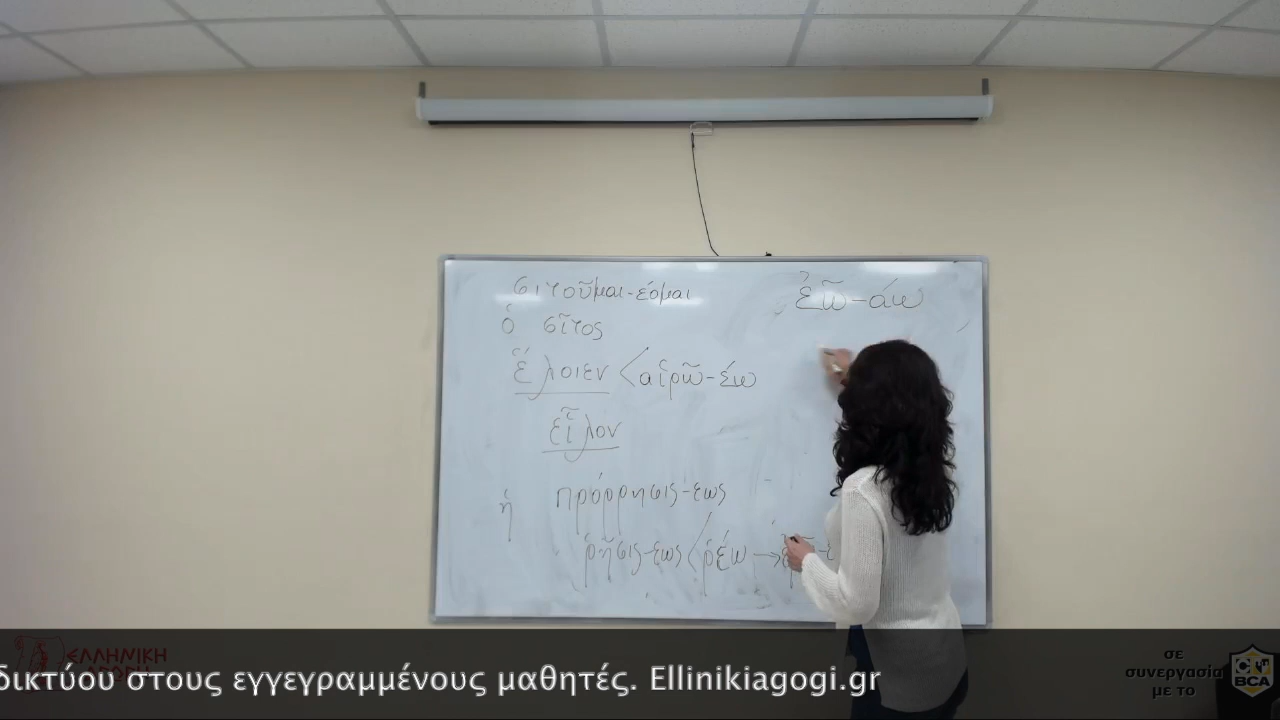 σιτοῦμαι-έομαι
ὁ σῖτος
ἕλοιεν < αἱρῶ-έω
εἷλον
ἡ πρόρρησις-εως
ῥῆσις-εως < ῥέω →
ἐῶ-άω
ΕΛΛΗΝΙΚΗ
ΑΓΩΓΗ
δικτύου στους εγγεγραμμένους μαθητές. Ellinikiagogi.gr
σε
συνεργασία
με το
BCA